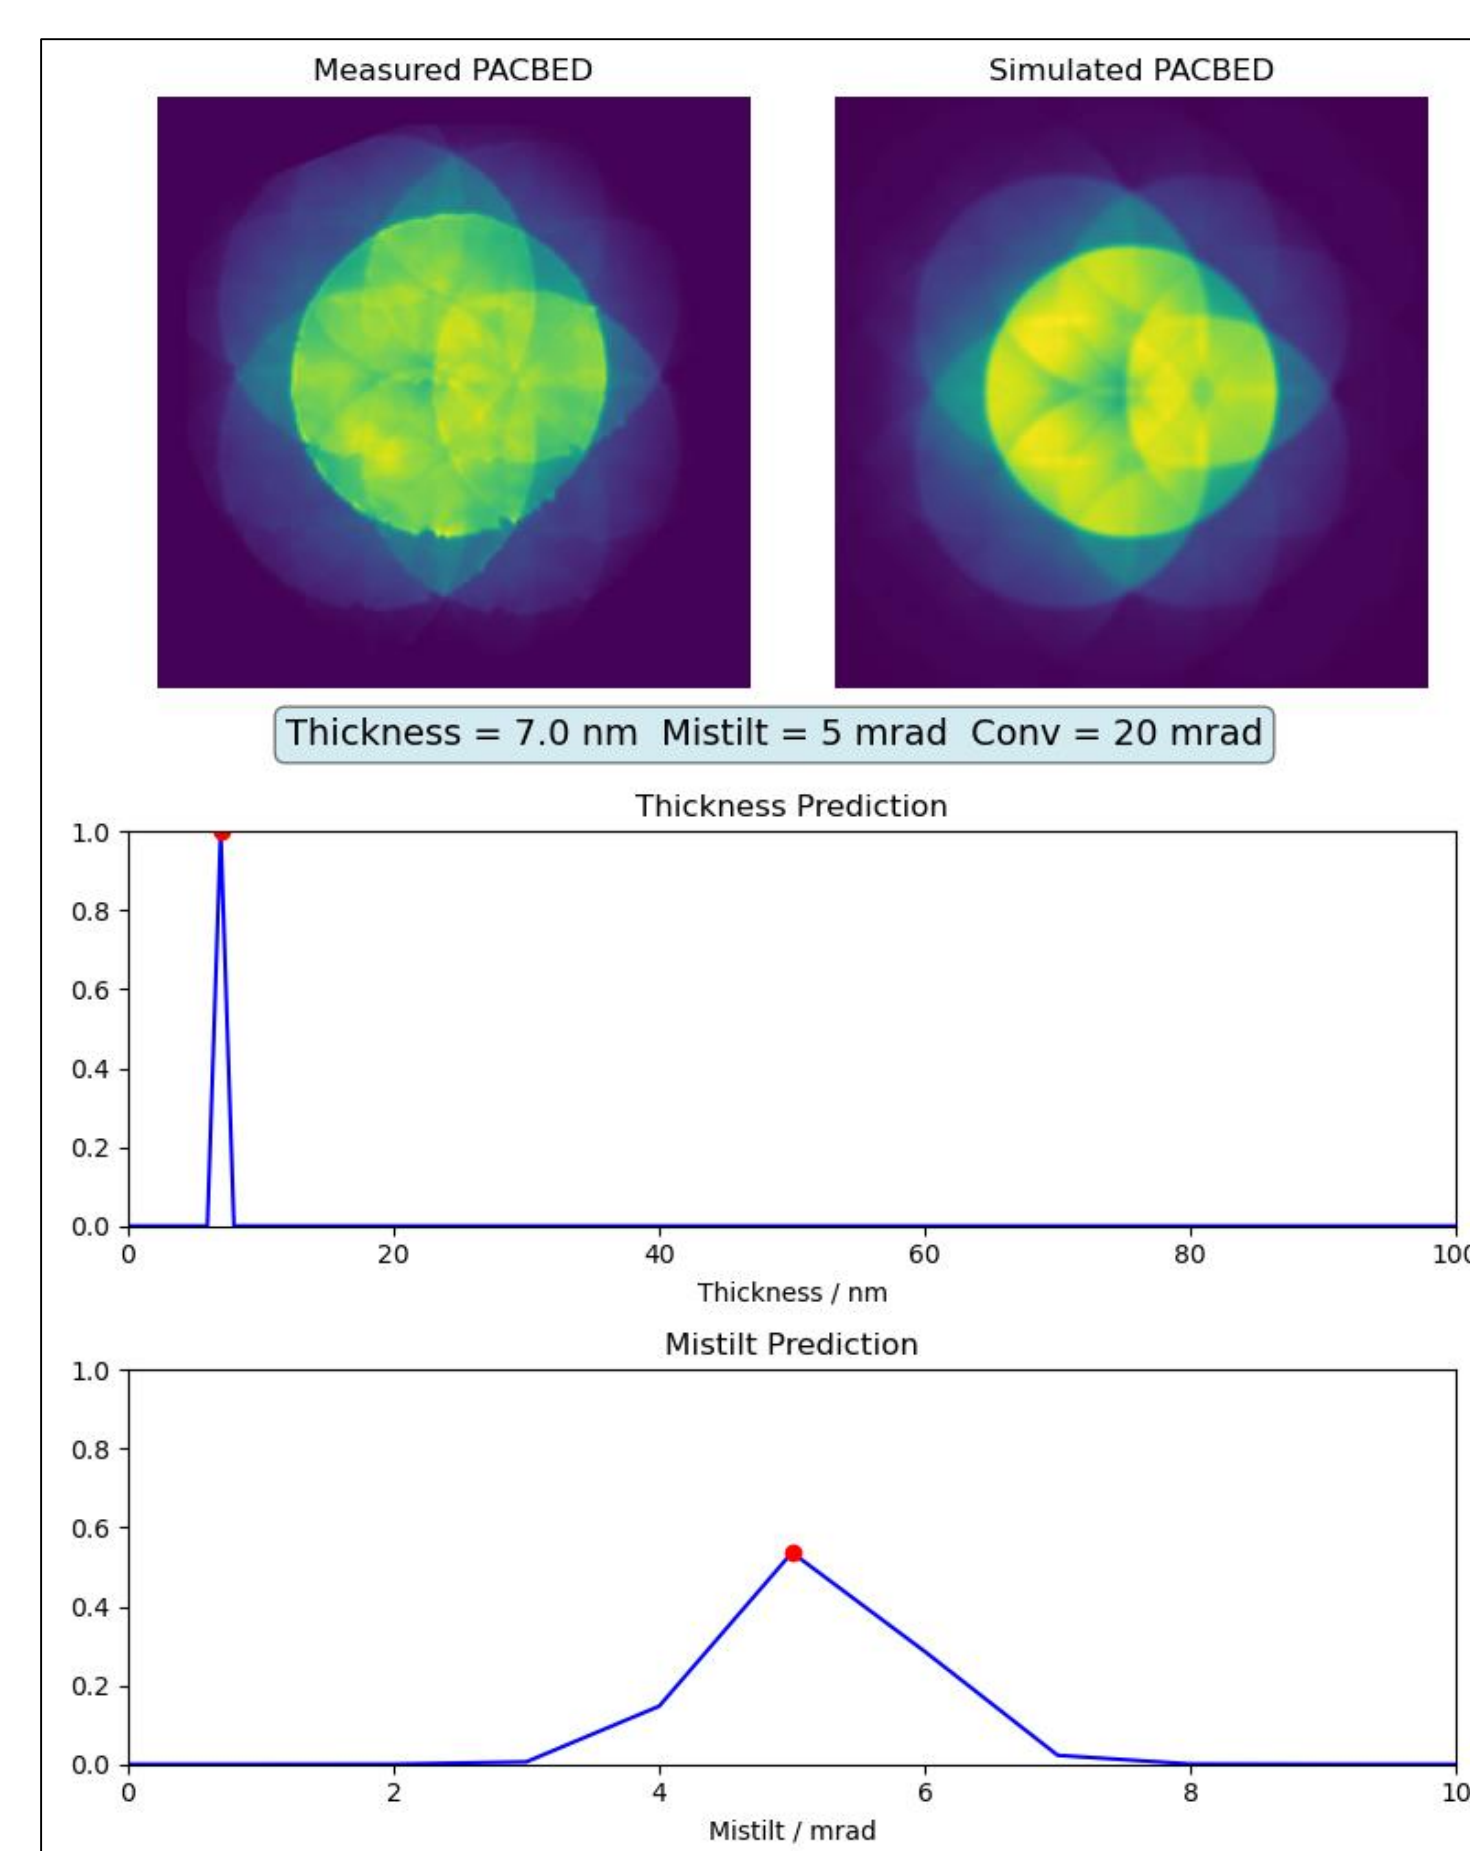 Measured PACBED Simulated PACBED
Thickness = 7.0 nm Mistilt = 5 mrad Conv = 20 mrad
Thickness Prediction
1.0
0.8
0.6
0.4
0.2
0.0
0 20 40 60 80 100
Thickness / nm
Mistilt Prediction
1.0
0.8
0.6
0.4
0.2
0.0
0 2 4 6 8 10
Mistilt / mrad